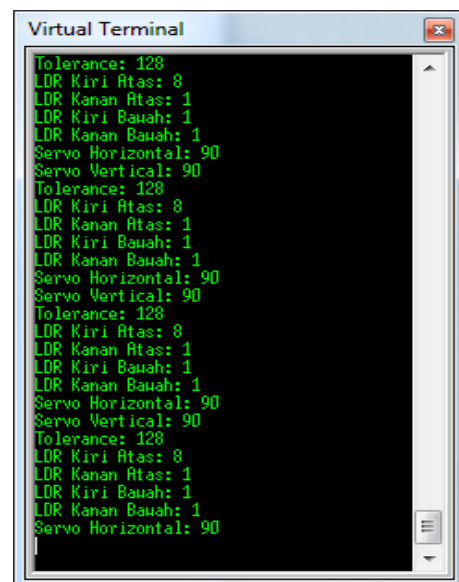 Virtual Terminal
Tolerance: 128
LDR Kiri Atas: 8
LDR Kanan Atas: 1
LDR Kiri Bawah: 1
LDR Kanan Bawah: 1
Servo Horizontal: 90
Servo Vertical: 90
Tolerance: 128
LDR Kiri Atas: 8
LDR Kanan Atas: 1
LDR Kiri Bawah: 1
LDR Kanan Bawah: 1
Servo Horizontal: 90
Servo Vertical: 90
Tolerance: 128
LDR Kiri Atas: 8
LDR Kanan Atas: 1
LDR Kiri Bawah: 1
LDR Kanan Bawah: 1
Servo Horizontal: 90
Servo Vertical: 90
Tolerance: 128
LDR Kiri Atas: 8
LDR Kanan Atas: 1
LDR Kiri Bawah: 1
LDR Kanan Bawah: 1
Servo Horizontal: 90